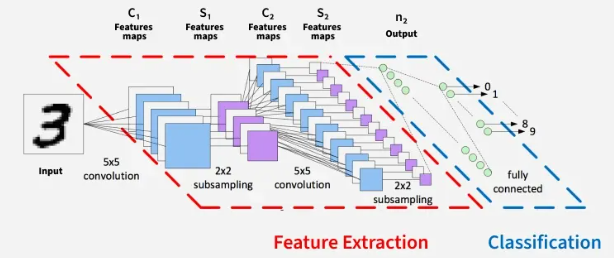 C1
Features
maps
S1
Features
maps
C2
Features
maps
S2
Features
maps
n2
Output
3
Input
5x5
convolution
2x2
subsampling
5x5
convolution
2x2
subsampling
0
1
8
9
fully
connected
Feature Extraction
Classification